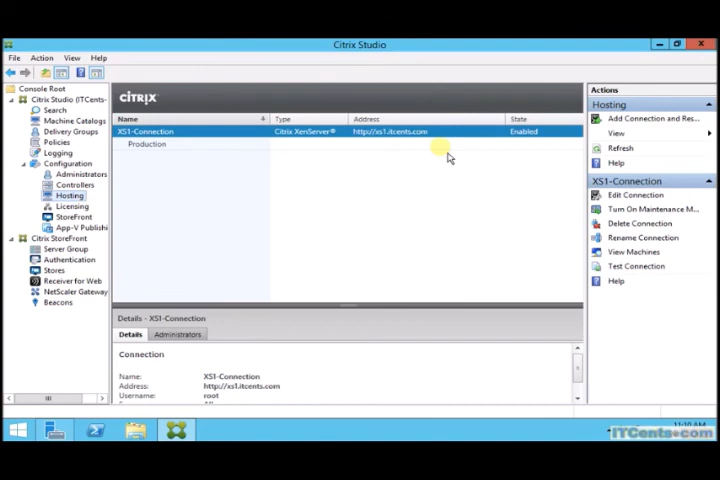 Citrix Studio
File Action View Help
Console Root
Citrix Studio (ITCents-
Search
Machine Catalogs
Delivery Groups
Policies
Logging
Configuration
Administrators
Controllers
Hosting
Licensing
StoreFront
App-V Publishi
Citrix StoreFront
Server Group
Authentication
Stores
Receiver for Web
NetScaler Gateway
Beacons
CITRIX
Name Type Address State
XS1-Connection Citrix XenServer® http://xs1.itcents.com Enabled
Production
Details - XS1-Connection
Details Administrators
Connection
Name: XS1-Connection
Address: http://xs1.itcents.com
Username: root
Actions
Hosting
Add Connection and Res...
View
Refresh
Help
XS1-Connection
Edit Connection
Turn On Maintenance M...
Delete Connection
Rename Connection
View Machines
Test Connection
Help
11:10 AM
ITCents.com